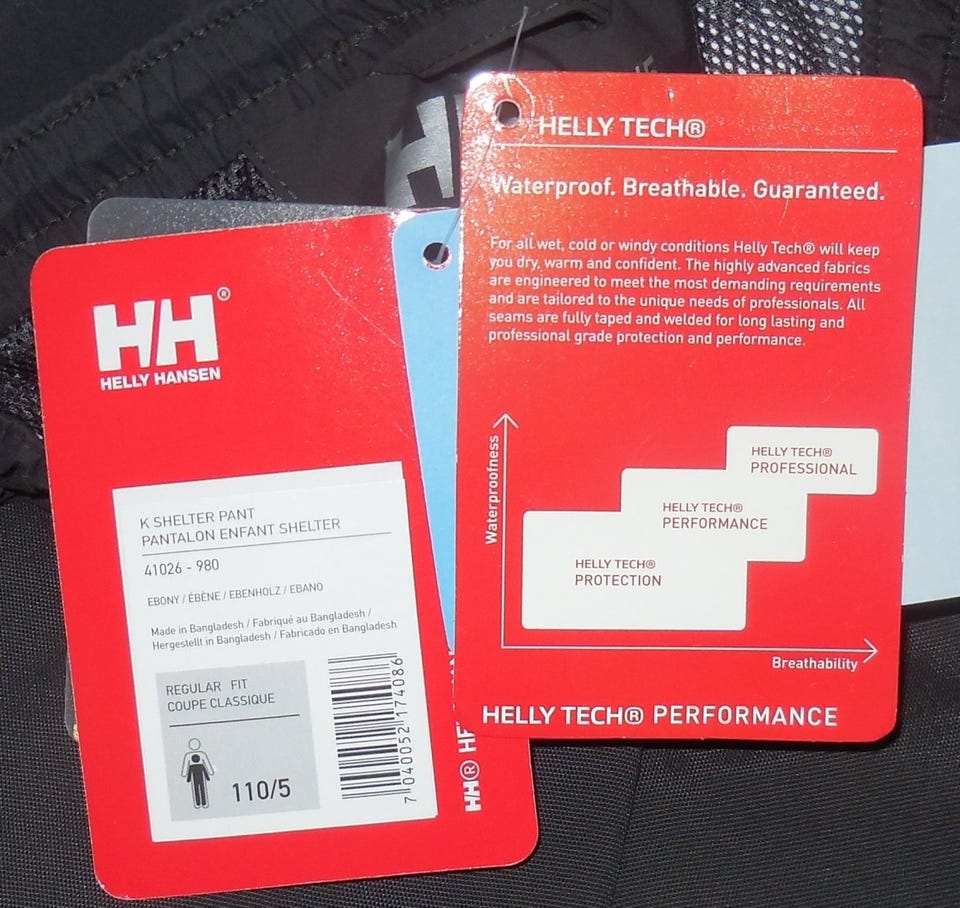 HH®
HELLY HANSEN
K SHELTER PANT
PANTALON ENFANT SHELTER
41026 - 980
EBONY / ÉBÈNE / EBENHOLZ / EBANO
Made in Bangladesh / Fabriqué au Bangladesh /
Hergestellt in Bangladesh / Fabricado en Bangladesh
REGULAR FIT
COUPE CLASSIQUE
110/5
7 040052 174086
HH® HE
HELLY TECH®
Waterproof. Breathable. Guaranteed.
For all wet, cold or windy conditions Helly Tech® will keep
you dry, warm and confident. The highly advanced fabrics
are engineered to meet the most demanding requirements
and are tailored to the unique needs of professionals. All
seams are fully taped and welded for long lasting and
professional grade protection and performance.
Waterproofness
HELLY TECH®
PROFESSIONAL
HELLY TECH®
PERFORMANCE
HELLY TECH®
PROTECTION
Breathability
HELLY TECH® PERFORMANCE